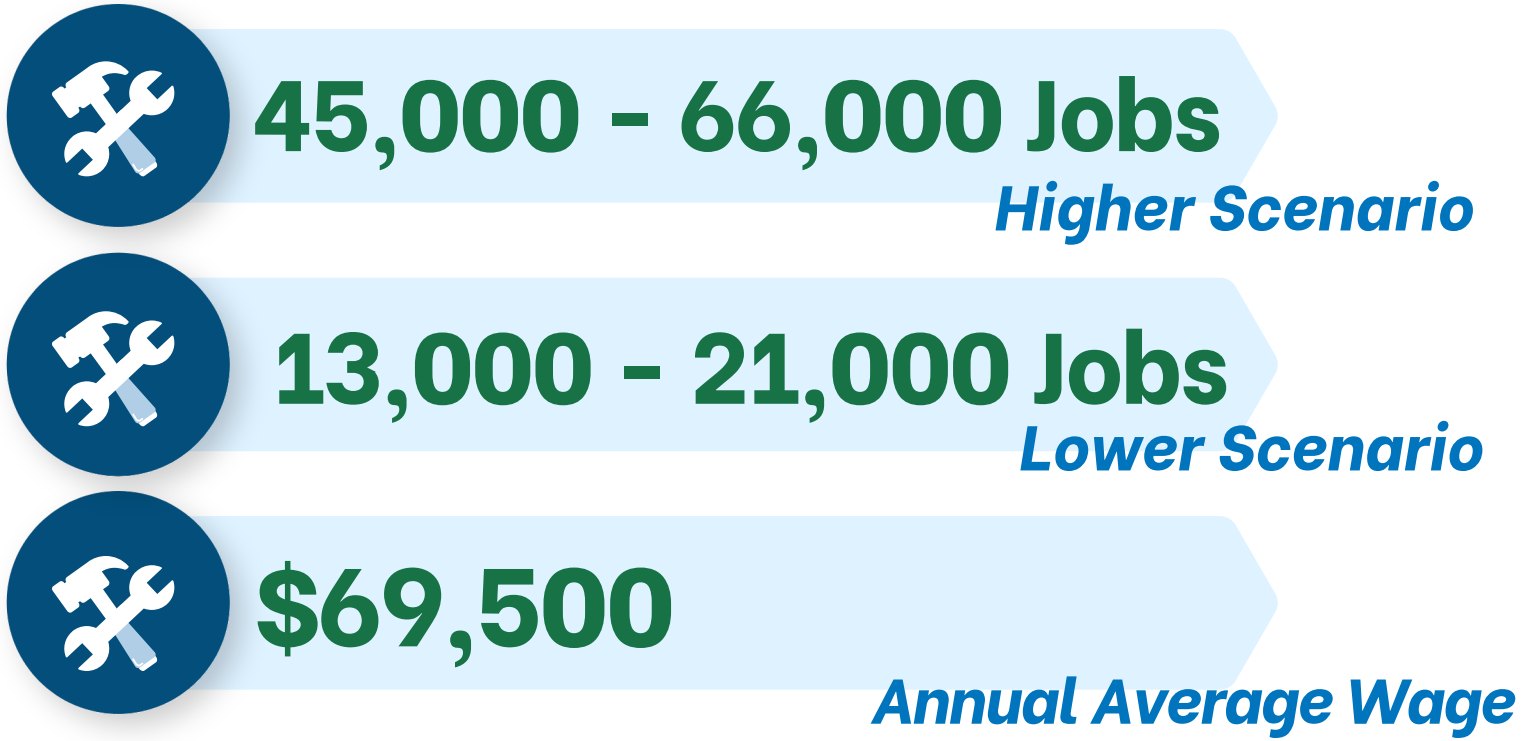 45,000 - 66,000 Jobs
Higher Scenario
13,000 - 21,000 Jobs
Lower Scenario
$69,500
Annual Average Wage